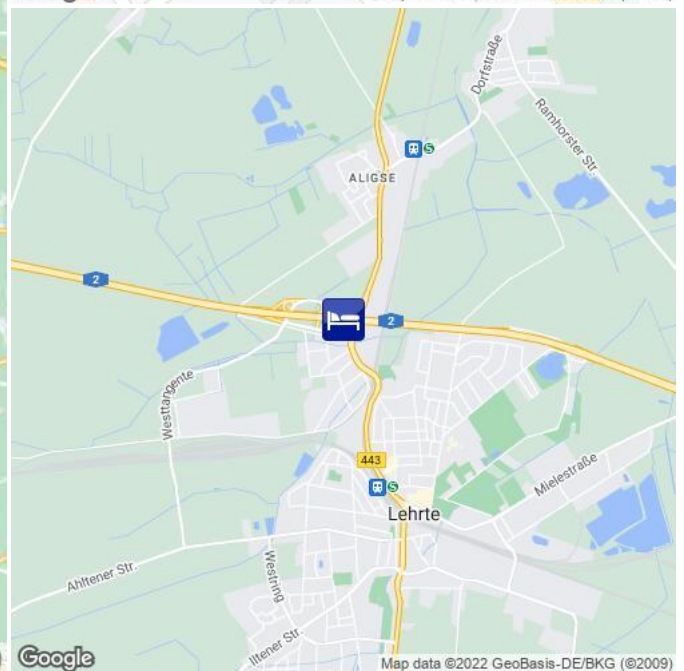 Dorfstraße
Ramhorster Str.
S
ALIGSE
2
2
Westtangente
443
S
Mielestraße
Lehrte
Ahltener Str.
Westring
Iltener Str.
Google
Map data ©2022 GeoBasis-DE/BKG (©2009)